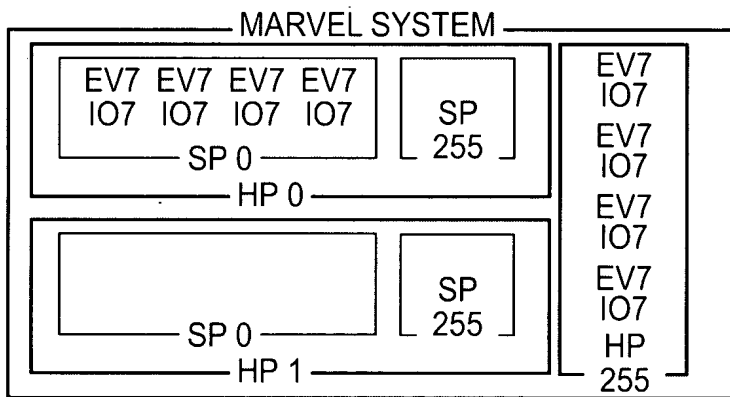 MARVEL SYSTEM
EV7 EV7 EV7 EV7
IO7 IO7 IO7 IO7
SP 0
SP
255
HP 0
SP 0
SP
255
HP 1
EV7
IO7
EV7
IO7
EV7
IO7
EV7
IO7
HP
255